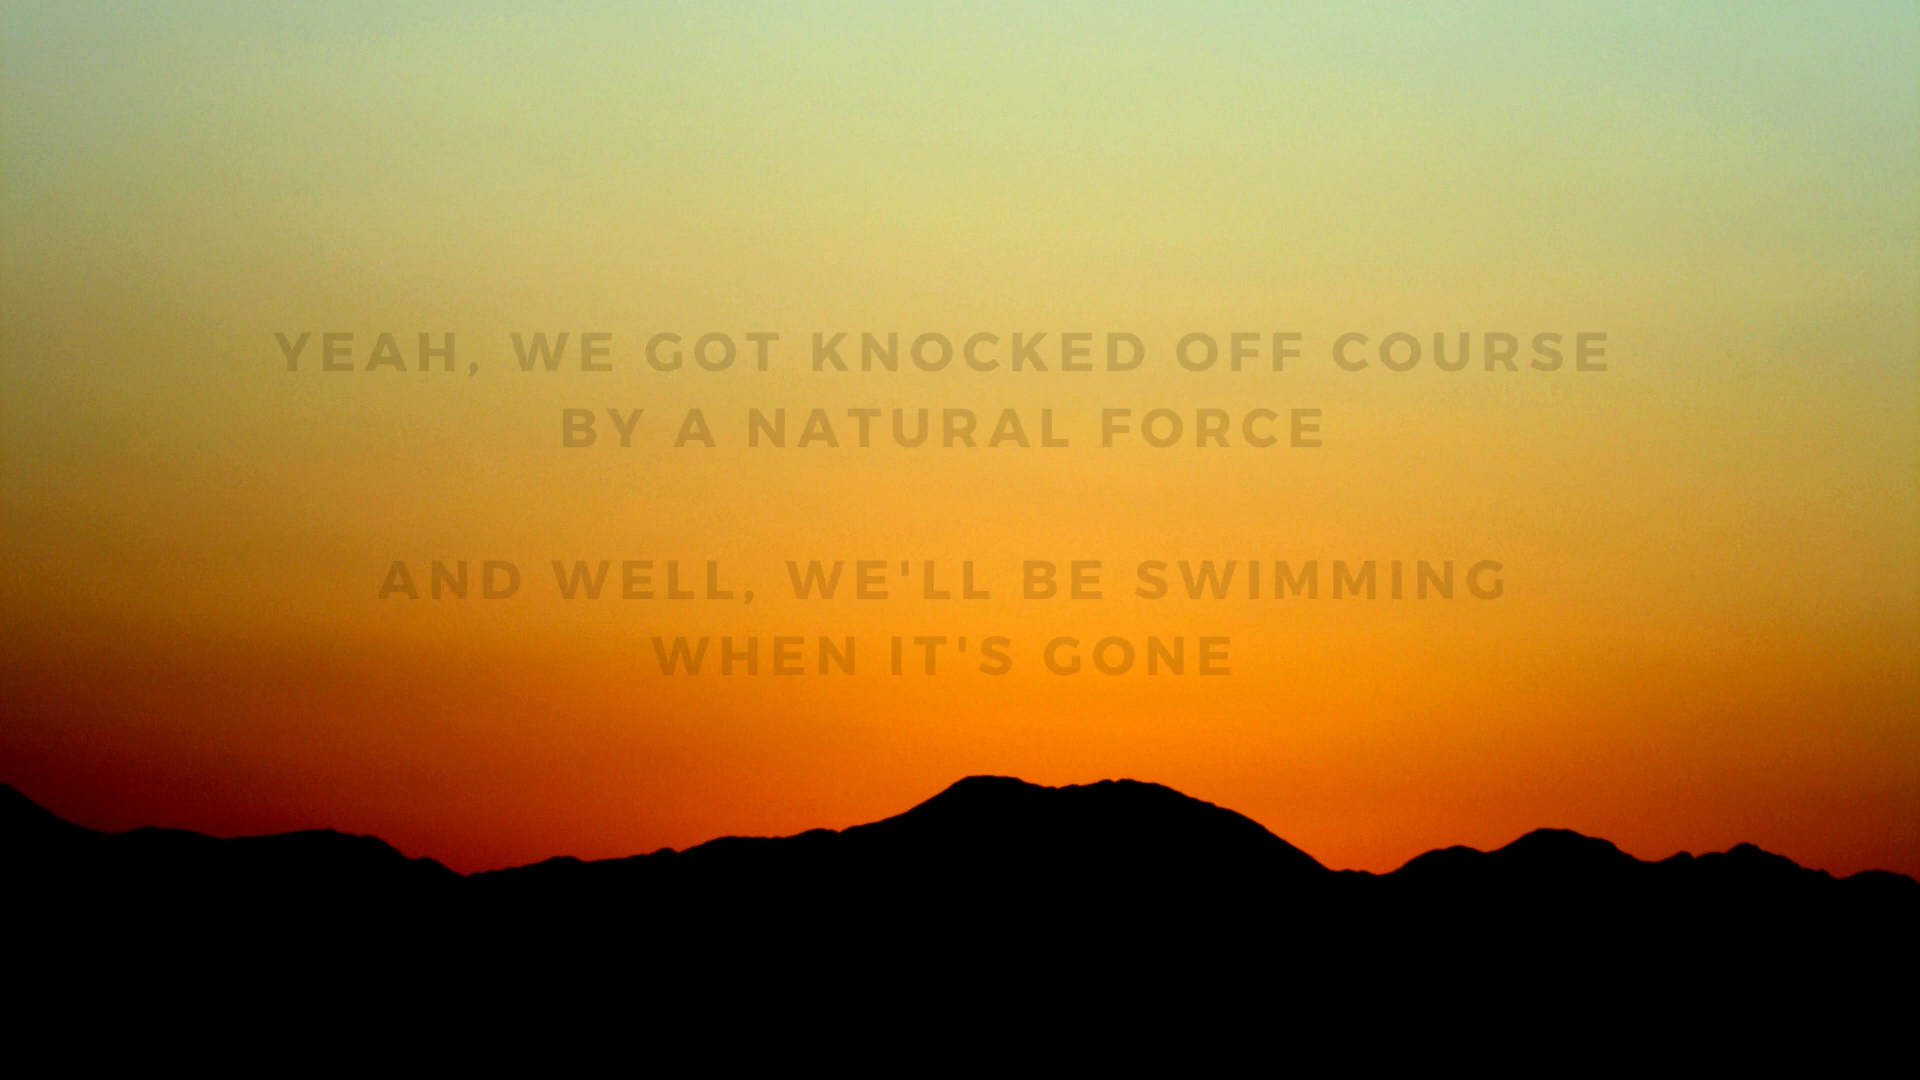 YEAH, WE GOT KNOCKED OFF COURSE
BY A NATURAL FORCE
AND WELL, WE'LL BE SWIMMING
WHEN IT'S GONE